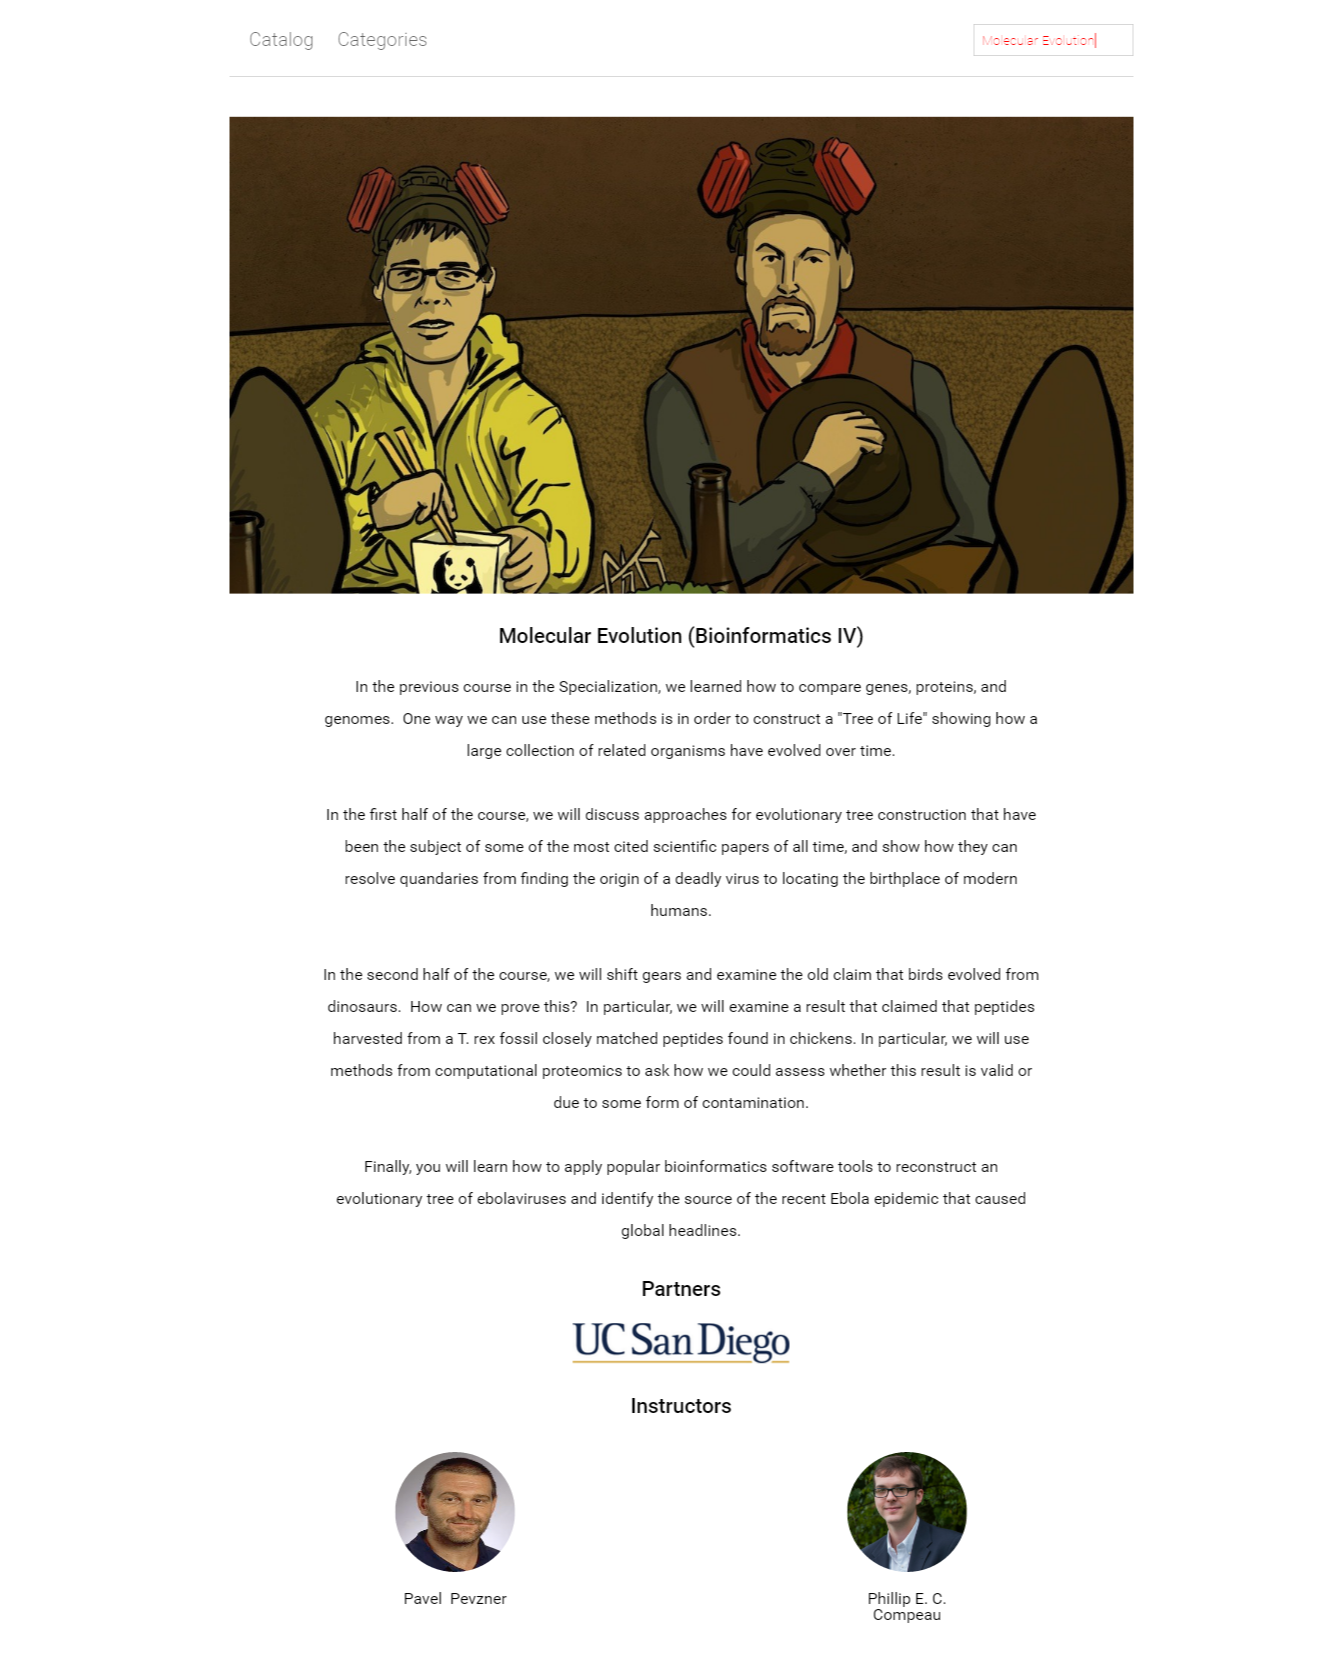 Catalog Categories Molecular Evolution
Molecular Evolution (Bioinformatics IV)
In the previous course in the Specialization, we learned how to compare genes, proteins, and
genomes.  One way we can use these methods is in order to construct a "Tree of Life" showing how a
large collection of related organisms have evolved over time.
In the first half of the course, we will discuss approaches for evolutionary tree construction that have
been the subject of some of the most cited scientific papers of all time, and show how they can
resolve quandaries from finding the origin of a deadly virus to locating the birthplace of modern
humans.
In the second half of the course, we will shift gears and examine the old claim that birds evolved from
dinosaurs.  How can we prove this?  In particular, we will examine a result that claimed that peptides
harvested from a T. rex fossil closely matched peptides found in chickens. In particular, we will use
methods from computational proteomics to ask how we could assess whether this result is valid or
due to some form of contamination.
Finally, you will learn how to apply popular bioinformatics software tools to reconstruct an
evolutionary tree of ebolaviruses and identify the source of the recent Ebola epidemic that caused
global headlines.
Partners
UC San Diego
Instructors
Pavel  Pevzner
Phillip E. C.
Compeau